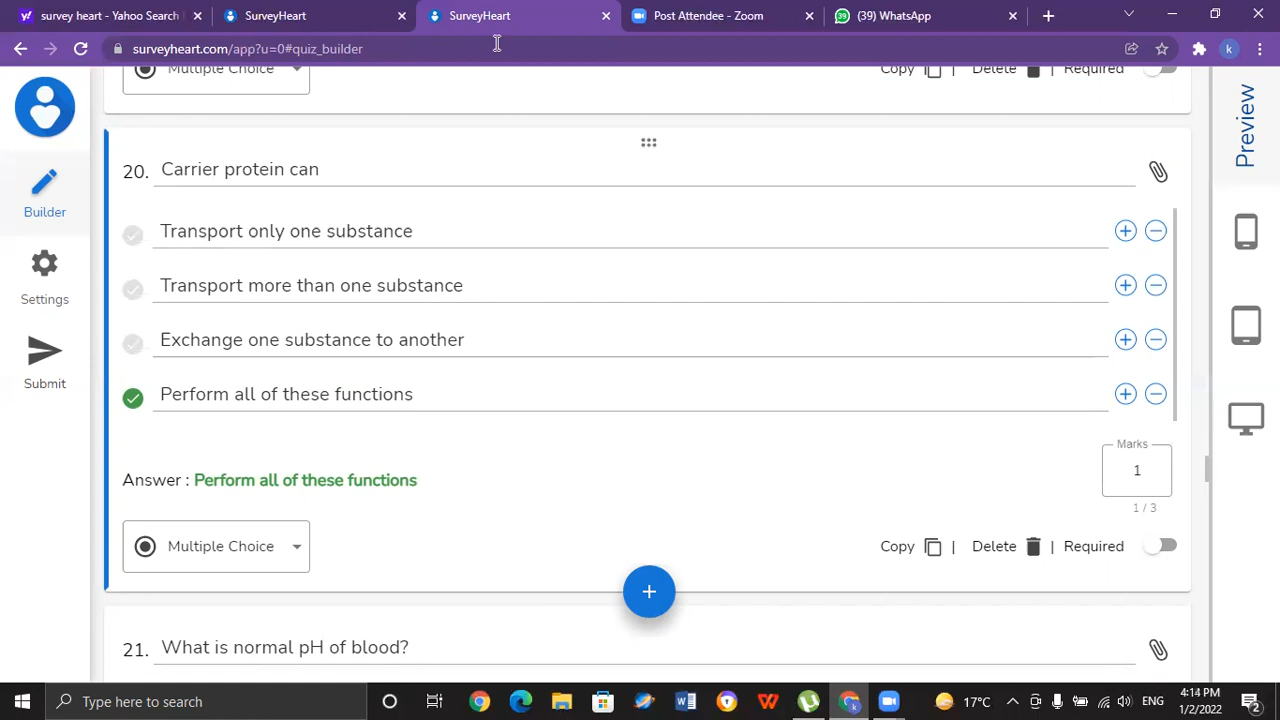 survey heart - Yahoo Search
SurveyHeart
SurveyHeart
Post Attendee - Zoom
(39) WhatsApp
surveyheart.com/app?u=0#quiz_builder
k
Multiple Choice
Copy | Delete | Required
20. Carrier protein can
Transport only one substance
Transport more than one substance
Exchange one substance to another
Perform all of these functions
Marks
1
1 / 3
Answer : Perform all of these functions
Multiple Choice
Copy | Delete | Required
21. What is normal pH of blood?
Builder
Settings
Submit
Preview
Type here to search
17°C
ENG
4:14 PM
1/2/2022
2